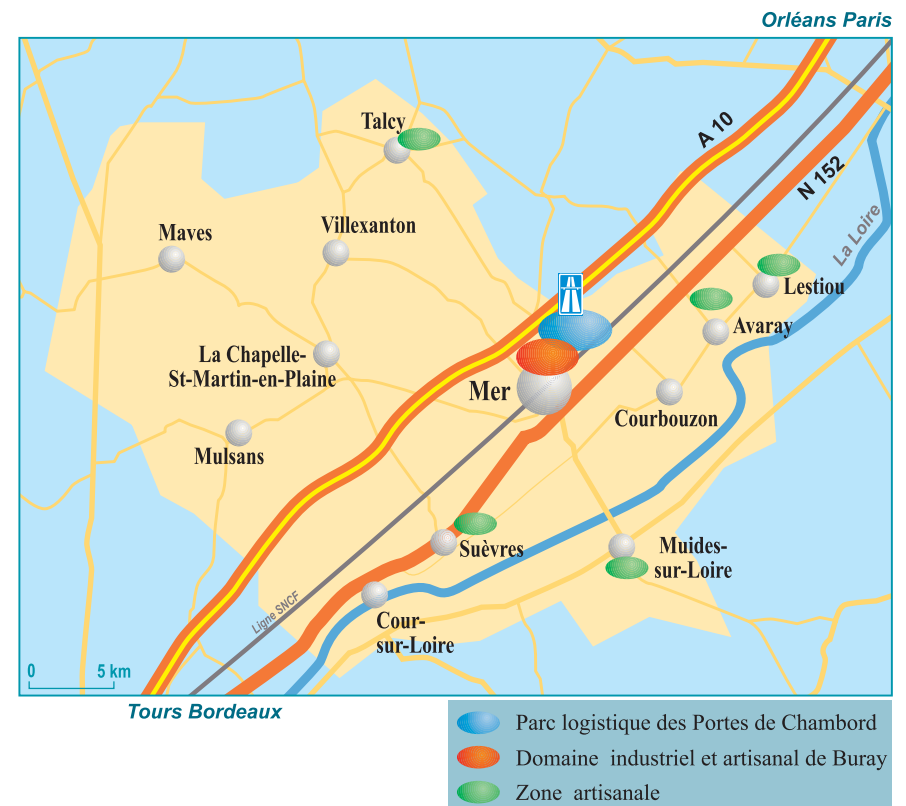 Orléans Paris
A 10
N 152
Talcy
Villexanton
Maves
La Loire
Lestiou
Avaray
La Chapelle-
St-Martin-en-Plaine
Mer
Courbouzon
Mulsans
Suèvres
Muides-
sur-Loire
Ligne SNCF
Cour-
sur-Loire
0 5 km
Tours Bordeaux
Parc logistique des Portes de Chambord
Domaine industriel et artisanal de Buray
Zone artisanale